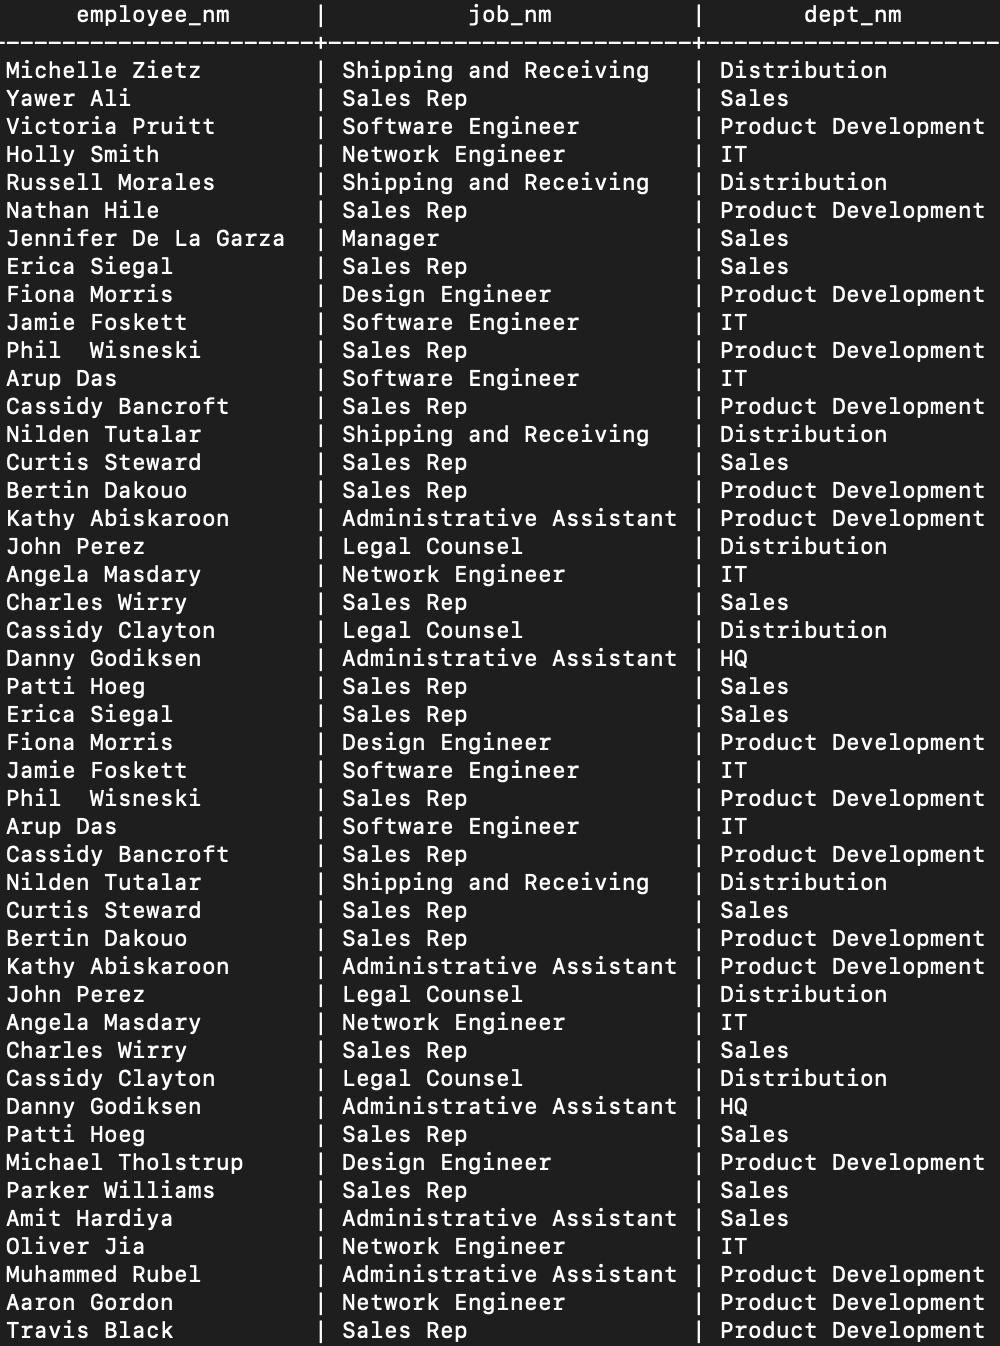 employee_nm | job_nm | dept_nm
----------------------+--------------------------+---------------------
Michelle Zietz | Shipping and Receiving | Distribution
Yawer Ali | Sales Rep | Sales
Victoria Pruitt | Software Engineer | Product Development
Holly Smith | Network Engineer | IT
Russell Morales | Shipping and Receiving | Distribution
Nathan Hile | Sales Rep | Product Development
Jennifer De La Garza | Manager | Sales
Erica Siegal | Sales Rep | Sales
Fiona Morris | Design Engineer | Product Development
Jamie Foskett | Software Engineer | IT
Phil  Wisneski | Sales Rep | Product Development
Arup Das | Software Engineer | IT
Cassidy Bancroft | Sales Rep | Product Development
Nilden Tutalar | Shipping and Receiving | Distribution
Curtis Steward | Sales Rep | Sales
Bertin Dakouo | Sales Rep | Product Development
Kathy Abiskaroon | Administrative Assistant | Product Development
John Perez | Legal Counsel | Distribution
Angela Masdary | Network Engineer | IT
Charles Wirry | Sales Rep | Sales
Cassidy Clayton | Legal Counsel | Distribution
Danny Godiksen | Administrative Assistant | HQ
Patti Hoeg | Sales Rep | Sales
Erica Siegal | Sales Rep | Sales
Fiona Morris | Design Engineer | Product Development
Jamie Foskett | Software Engineer | IT
Phil  Wisneski | Sales Rep | Product Development
Arup Das | Software Engineer | IT
Cassidy Bancroft | Sales Rep | Product Development
Nilden Tutalar | Shipping and Receiving | Distribution
Curtis Steward | Sales Rep | Sales
Bertin Dakouo | Sales Rep | Product Development
Kathy Abiskaroon | Administrative Assistant | Product Development
John Perez | Legal Counsel | Distribution
Angela Masdary | Network Engineer | IT
Charles Wirry | Sales Rep | Sales
Cassidy Clayton | Legal Counsel | Distribution
Danny Godiksen | Administrative Assistant | HQ
Patti Hoeg | Sales Rep | Sales
Michael Tholstrup | Design Engineer | Product Development
Parker Williams | Sales Rep | Sales
Amit Hardiya | Administrative Assistant | Sales
Oliver Jia | Network Engineer | IT
Muhammed Rubel | Administrative Assistant | Product Development
Aaron Gordon | Network Engineer | Product Development
Travis Black | Sales Rep | Product Development